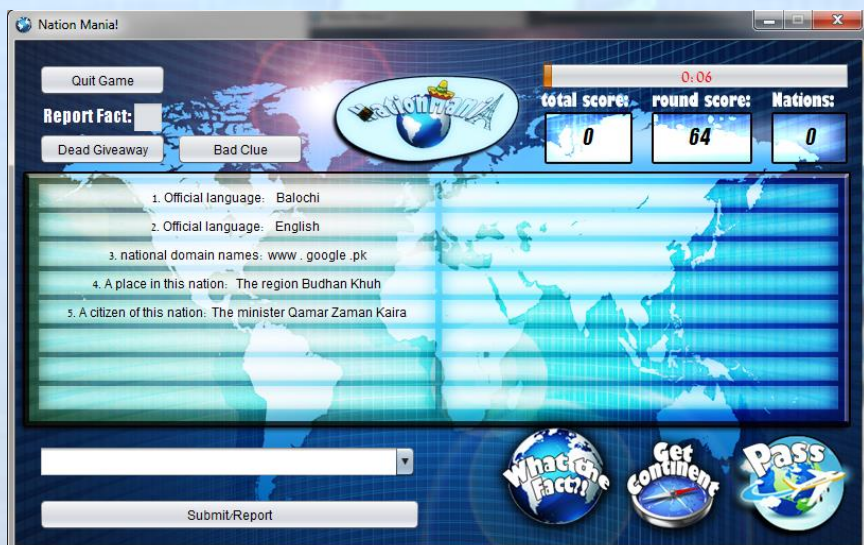 Nation Mania!
Quit Game
Report Fact:
Dead Giveaway
Bad Clue
Nationmania
0:06
total score:
round score:
Nations:
0
64
0
1. Official language: Balochi
2. Official language: English
3. national domain names: www . google .pk
4. A place in this nation: The region Budhan Khuh
5. A citizen of this nation: The minister Qamar Zaman Kaira
What the
Fact?!
Get
Continent
Pass
Submit/Report